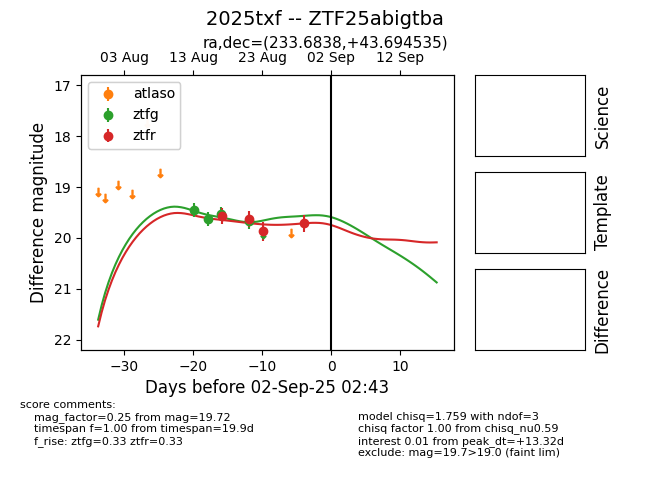 2025txf -- ZTF25abigtba
ra,dec=(233.6838,+43.694535)
03 Aug 13 Aug 23 Aug 02 Sep 12 Sep
atlaso
ztfg
ztfr
17
18
19
20
21
22
Difference magnitude
−30 −20 −10 0 10
Days before 02-Sep-25 02:43
Science
Template
Difference
score comments:
mag_factor=0.25 from mag=19.72
timespan f=1.00 from timespan=19.9d
f_rise: ztfg=0.33 ztfr=0.33
model chisq=1.759 with ndof=3
chisq factor 1.00 from chisq_nu0.59
interest 0.01 from peak_dt=+13.32d
exclude: mag=19.7>19.0 (faint lim)